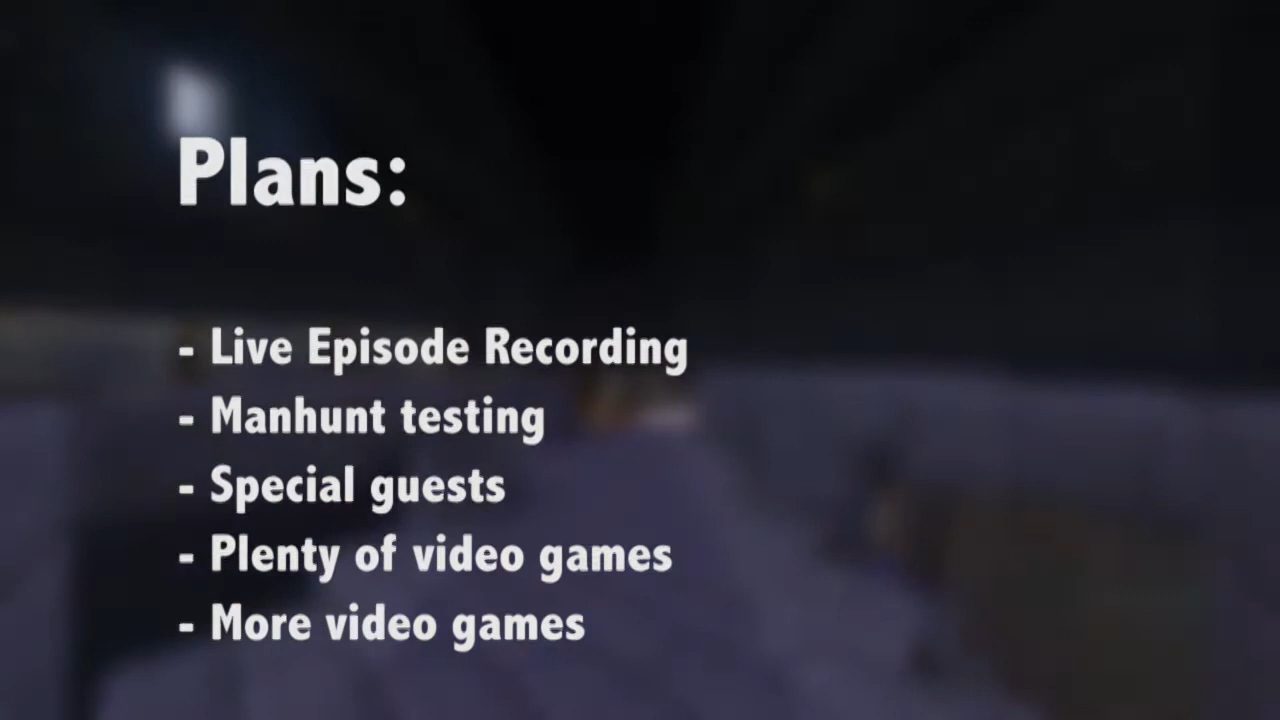 Plans:
- Live Episode Recording
- Manhunt testing
- Special guests
- Plenty of video games
- More video games